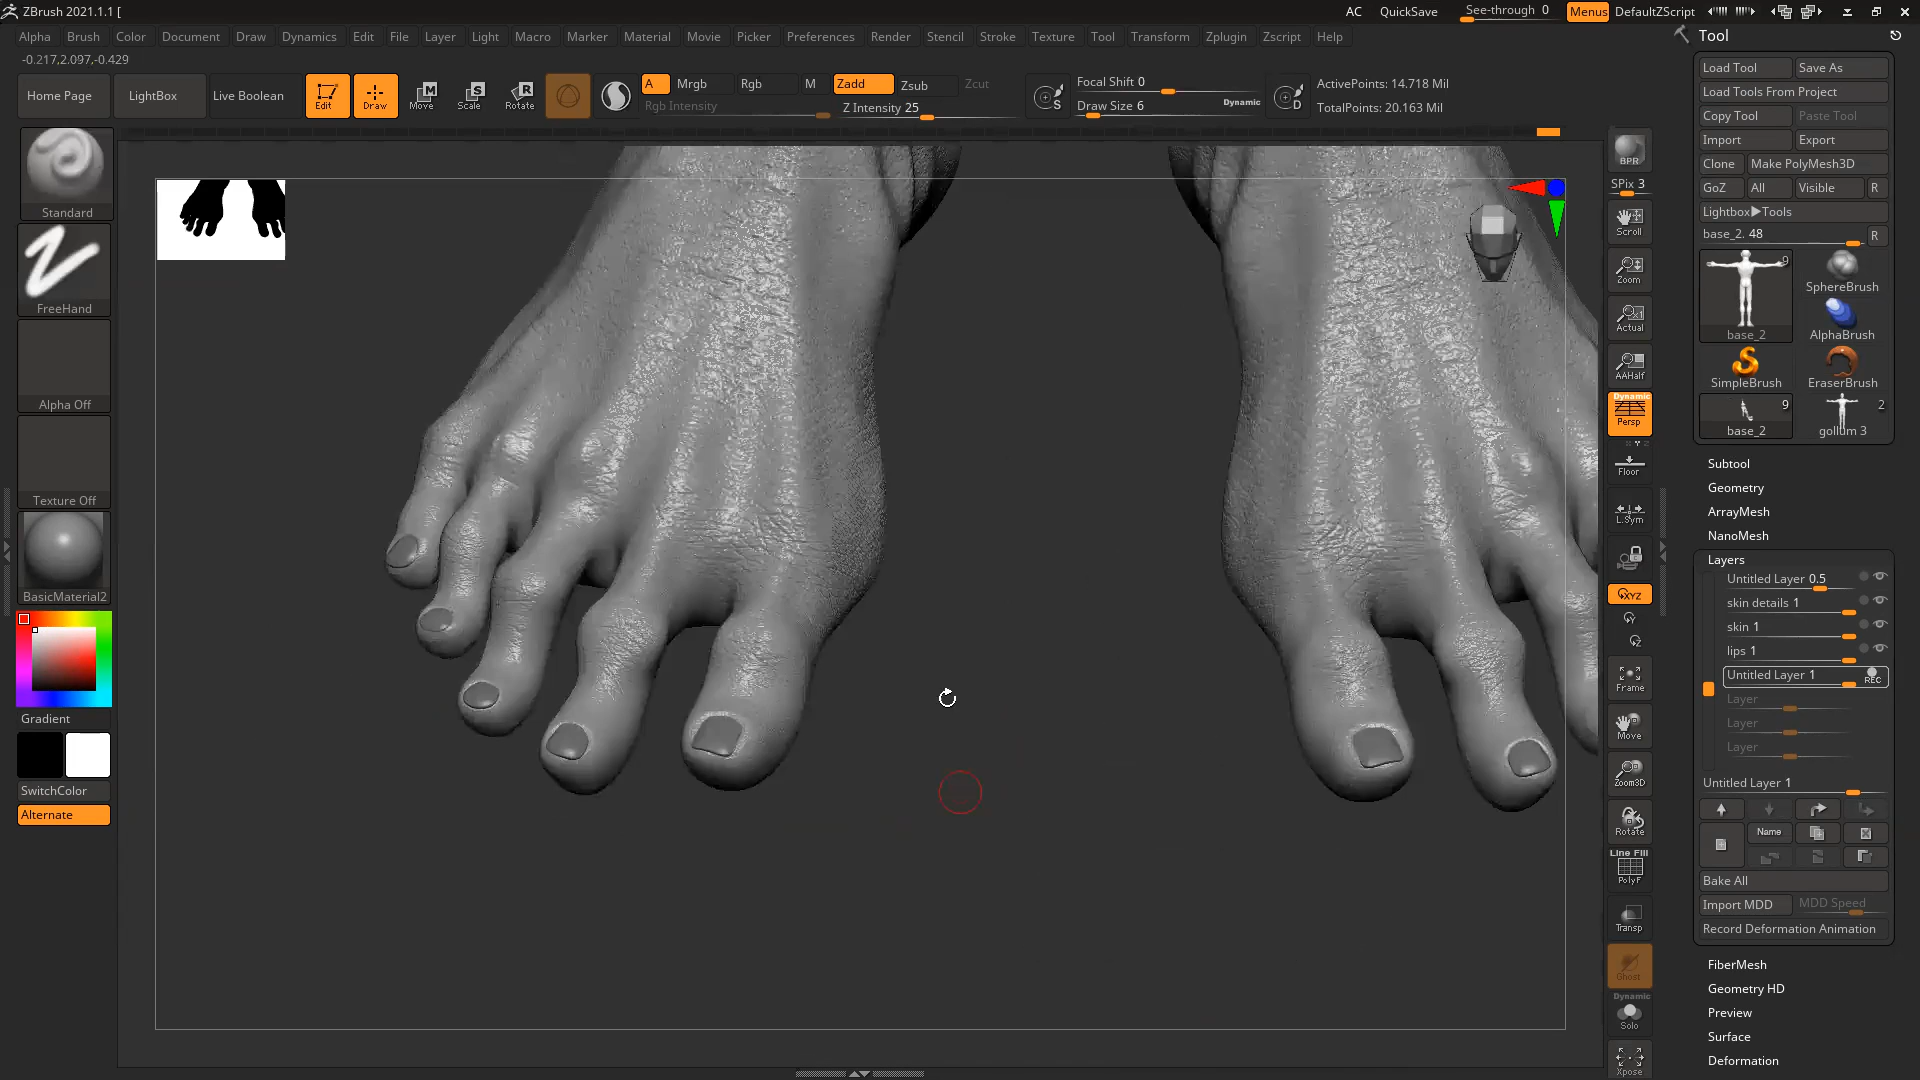 ZBrush 2021.1.1 [
AC QuickSave See-through 0 Menus DefaultZScript
Alpha Brush Color Document Draw Dynamics Edit File Layer Light Macro Marker Material Movie Picker Preferences Render Stencil Stroke Texture Tool Transform Zplugin Zscript Help
-0.217,2.097,-0.429
Home Page LightBox Live Boolean Edit Draw Move Scale Rotate
A Mrgb Rgb M Zadd Zsub Zcut
Rgb Intensity Z Intensity 25
Focal Shift 0
Draw Size 6 Dynamic
S D
ActivePoints: 14.718 Mil
TotalPoints: 20.163 Mil
Standard
FreeHand
Alpha Off
Texture Off
BasicMaterial2
Gradient
SwitchColor
Alternate
BPR
SPix 3
Scroll
Zoom
Actual
AAHalf
Dynamic
Persp
Floor
L.Sym
XYZ
Frame
Move
Zoom3D
Rotate
Line Fill
PolyF
Transp
Ghost
Dynamic
Solo
Xpose
Tool
Load Tool Save As
Load Tools From Project
Copy Tool Paste Tool
Import Export
Clone Make PolyMesh3D
GoZ All Visible R
Lightbox▶Tools
base_2. 48 R
9
base_2
SphereBrush
AlphaBrush
SimpleBrush EraserBrush
9 2
base_2 gollum 3
Subtool
Geometry
ArrayMesh
NanoMesh
Layers
Untitled Layer 0.5
skin details 1
skin 1
lips 1
Untitled Layer 1 REC
Layer
Layer
Layer
Untitled Layer 1
Name
Bake All
Import MDD MDD Speed
Record Deformation Animation
FiberMesh
Geometry HD
Preview
Surface
Deformation